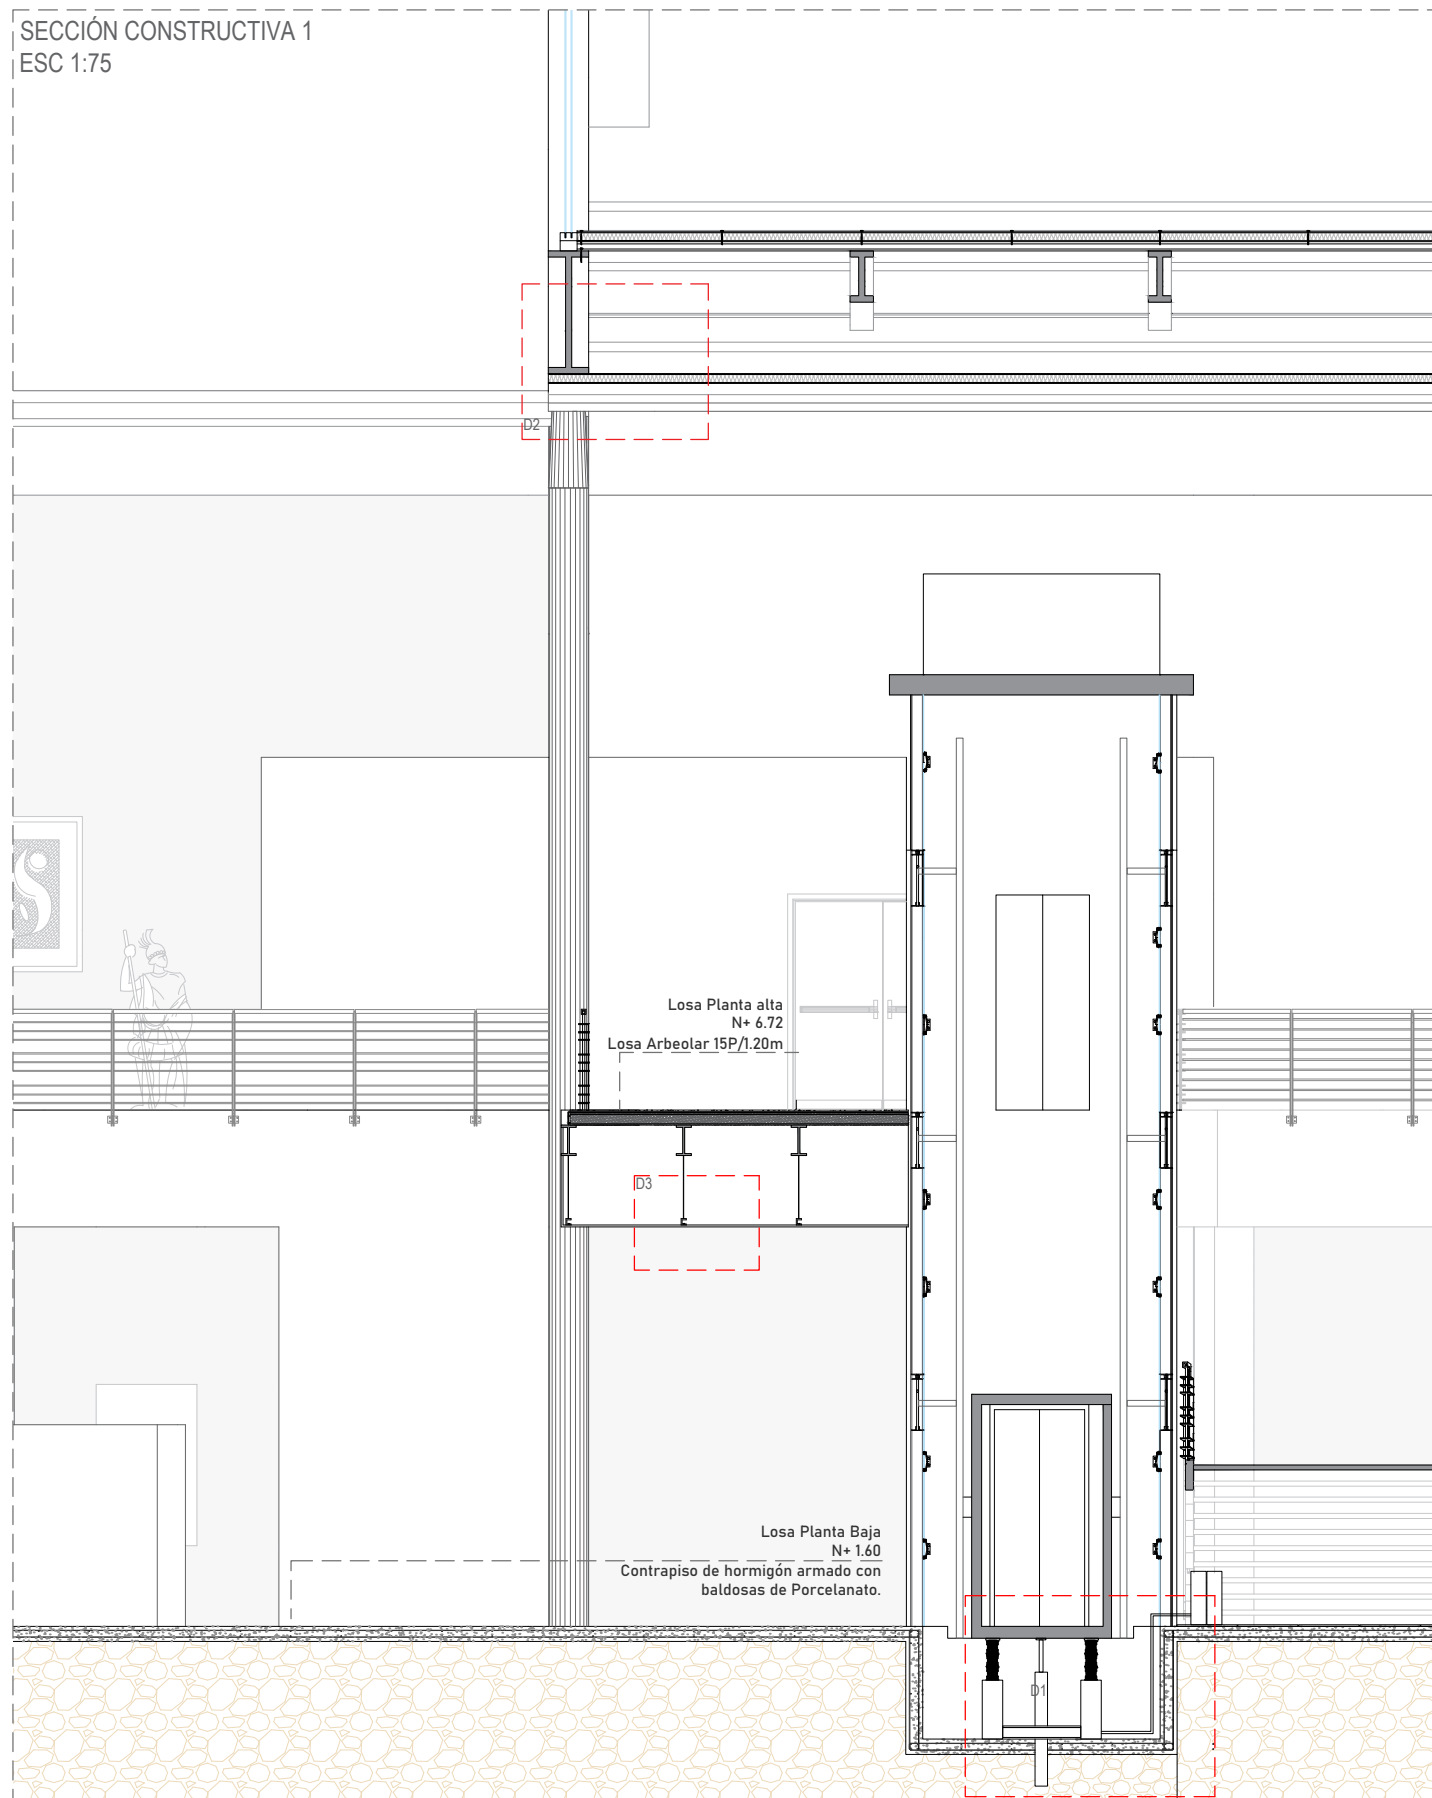 SECCIÓN CONSTRUCTIVA 1
ESC 1:75
D2
Losa Planta alta
N+ 6.72
Losa Arbeolar 15P/1.20m
D3
Losa Planta Baja
N+ 1.60
Contrapiso de hormigón armado con
baldosas de Porcelanato.
D1